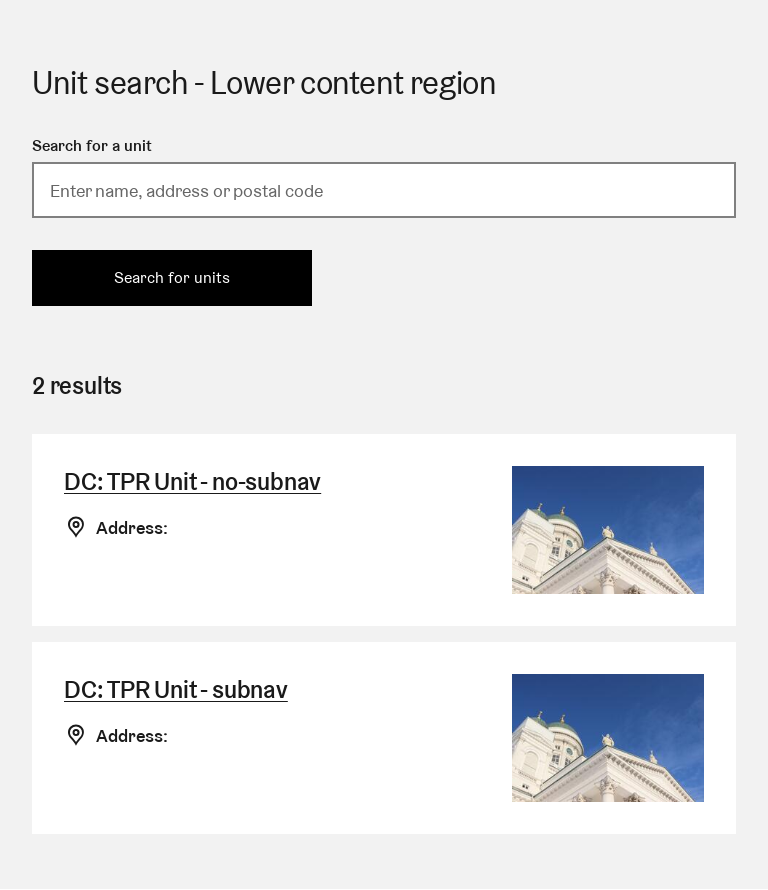 Unit search - Lower content region
Search for a unit
Enter name, address or postal code
Search for units
2 results
DC: TPR Unit - no-subnav
Address:
DC: TPR Unit - subnav
Address: